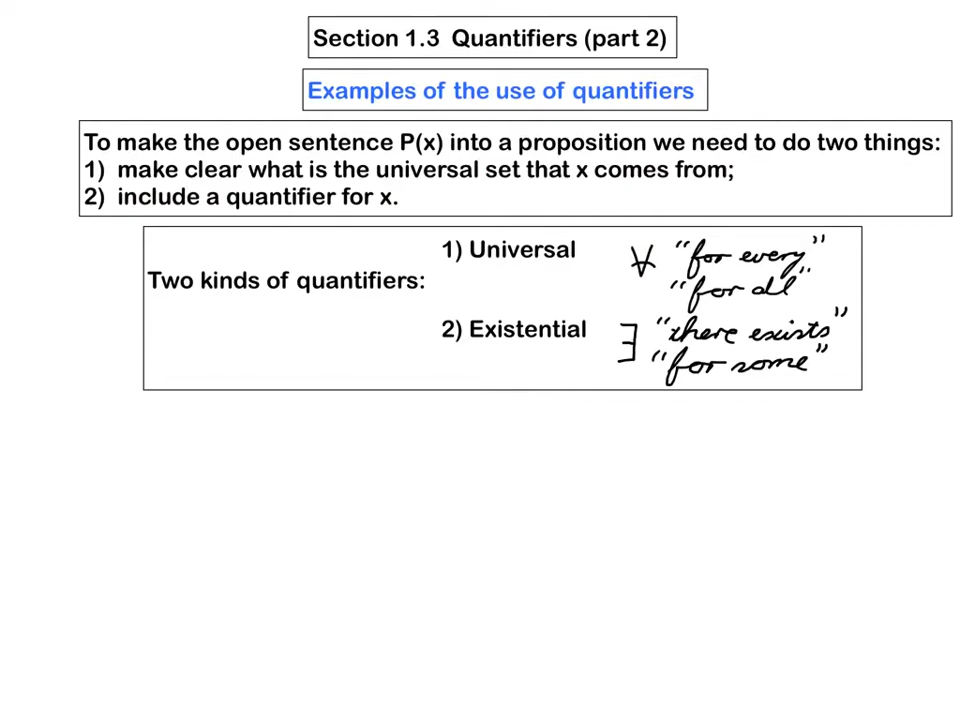 Section 1.3 Quantifiers (part 2)
Examples of the use of quantifiers
To make the open sentence P(x) into a proposition we need to do two things:
1) make clear what is the universal set that x comes from;
2) include a quantifier for x.
Two kinds of quantifiers:
1) Universal ∀ "for every"
"for all"
2) Existential ∃ "there exists"
"for some"